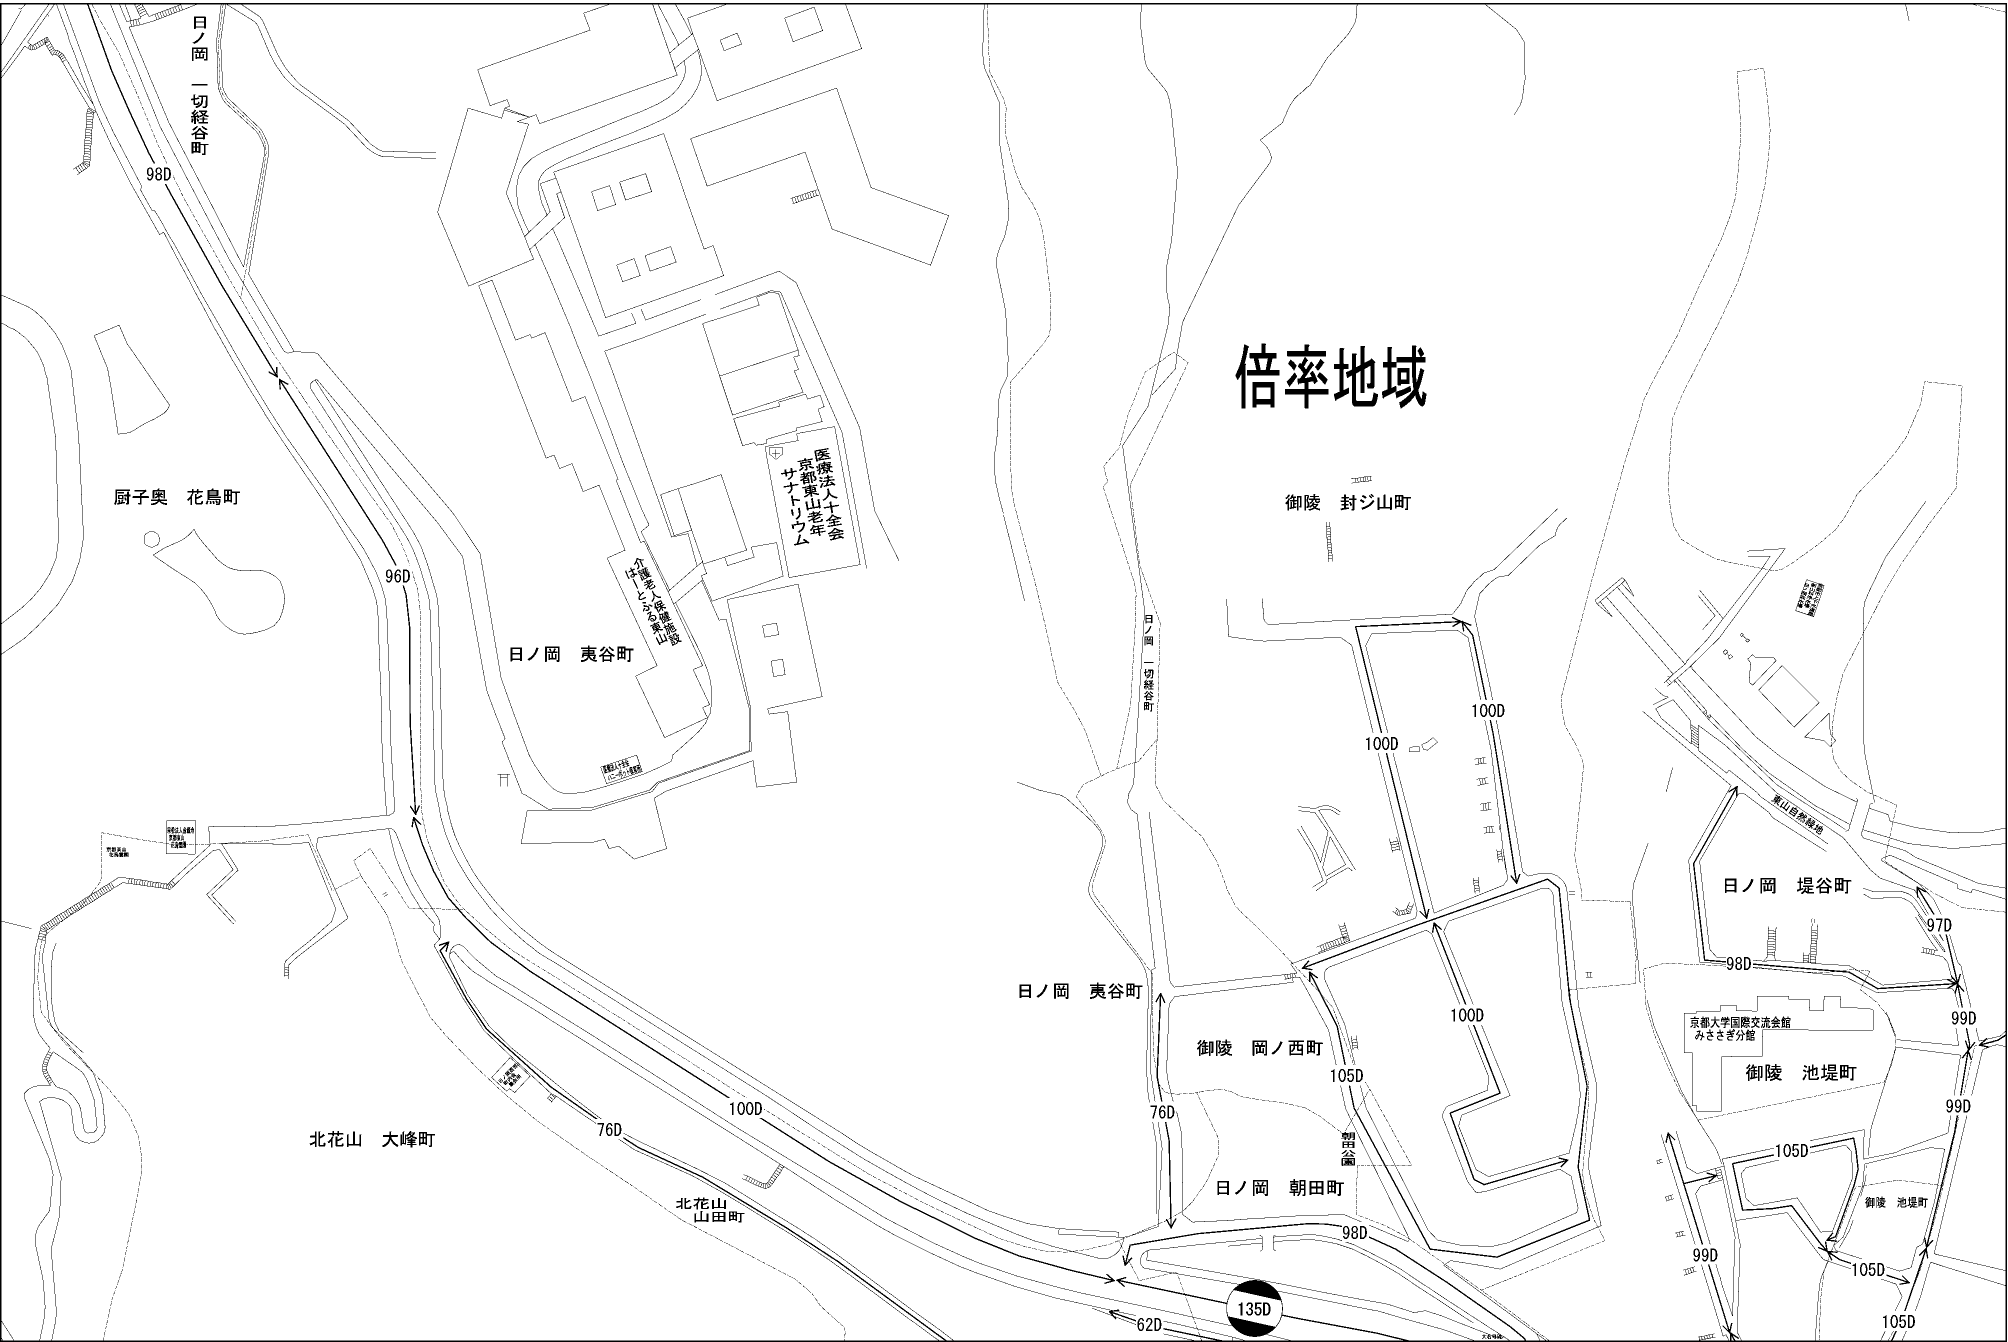 日ノ岡　一切経谷町
98D
倍率地域
厨子奥　花鳥町
医療法人十全会
京都東山老年
サナトリウム
御陵　封ジ山町
96D
介護老人保健施設
はーとふる東山
日ノ岡　夷谷町
日ノ岡　一切経谷町
100D
100D
東山自然緑地
日ノ岡　堤谷町
97D
98D
日ノ岡　夷谷町
100D
99D
京都大学国際交流会館
みささぎ分館
御陵　岡ノ西町
御陵　池堤町
105D
100D
76D
99D
76D
北花山　大峰町
朝田公園
105D
日ノ岡　朝田町
北花山
山田町
御陵　池堤町
98D
99D
105D
135D
62D
105D